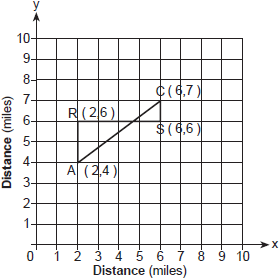 y
10
9
8
7
6
5
4
3
2
1
0
C (6,7)
R (2,6)
S (6,6)
A (2,4)
Distance (miles)
0 1 2 3 4 5 6 7 8 9 10
x
Distance (miles)